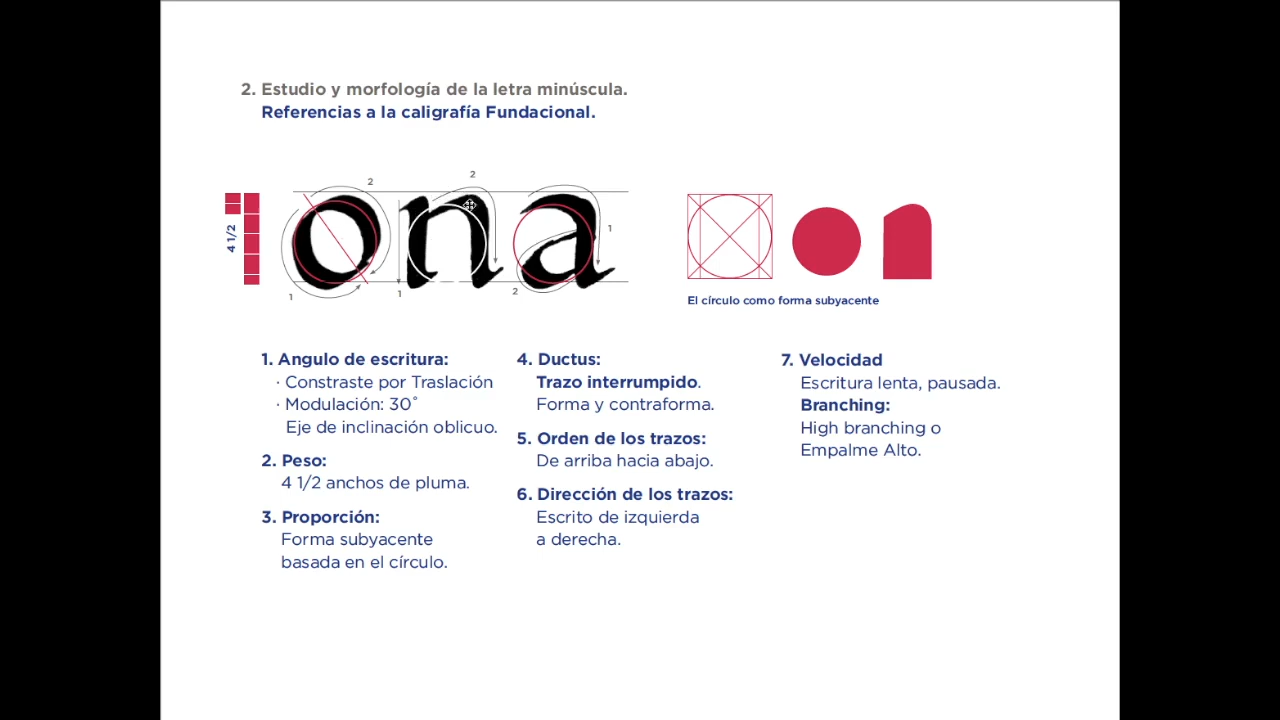 2. Estudio y morfología de la letra minúscula.
Referencias a la caligrafía Fundacional.
4 1/2
ona
2
2
1
1
1
2
El círculo como forma subyacente
1. Angulo de escritura:
· Constraste por Traslación
· Modulación: 30˚
Eje de inclinación oblicuo.
2. Peso:
4 1/2 anchos de pluma.
3. Proporción:
Forma subyacente
basada en el círculo.
4. Ductus:
Trazo interrumpido.
Forma y contraforma.
5. Orden de los trazos:
De arriba hacia abajo.
6. Dirección de los trazos:
Escrito de izquierda
a derecha.
7. Velocidad
Escritura lenta, pausada.
Branching:
High branching o
Empalme Alto.